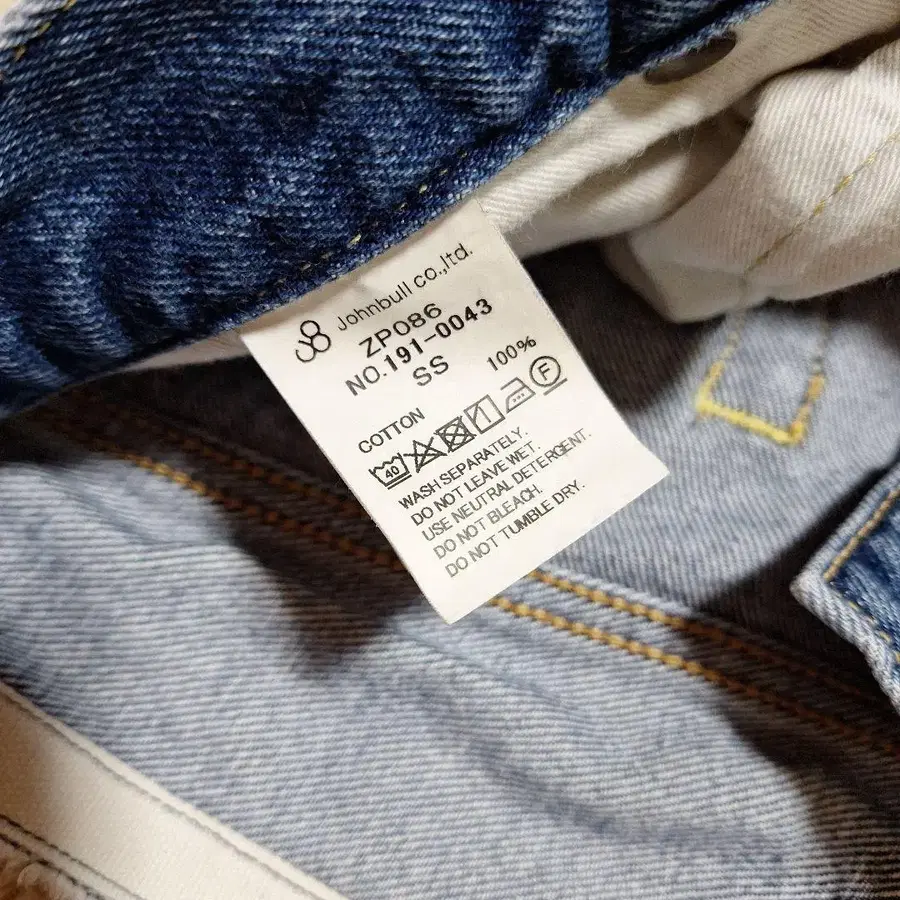 Johnbull co.,ltd.
ZP086
NO.191-0043
SS
COTTON 100%
40 F
WASH SEPARATELY.
DO NOT LEAVE WET.
USE NEUTRAL DETERGENT.
DO NOT BLEACH.
DO NOT TUMBLE DRY.